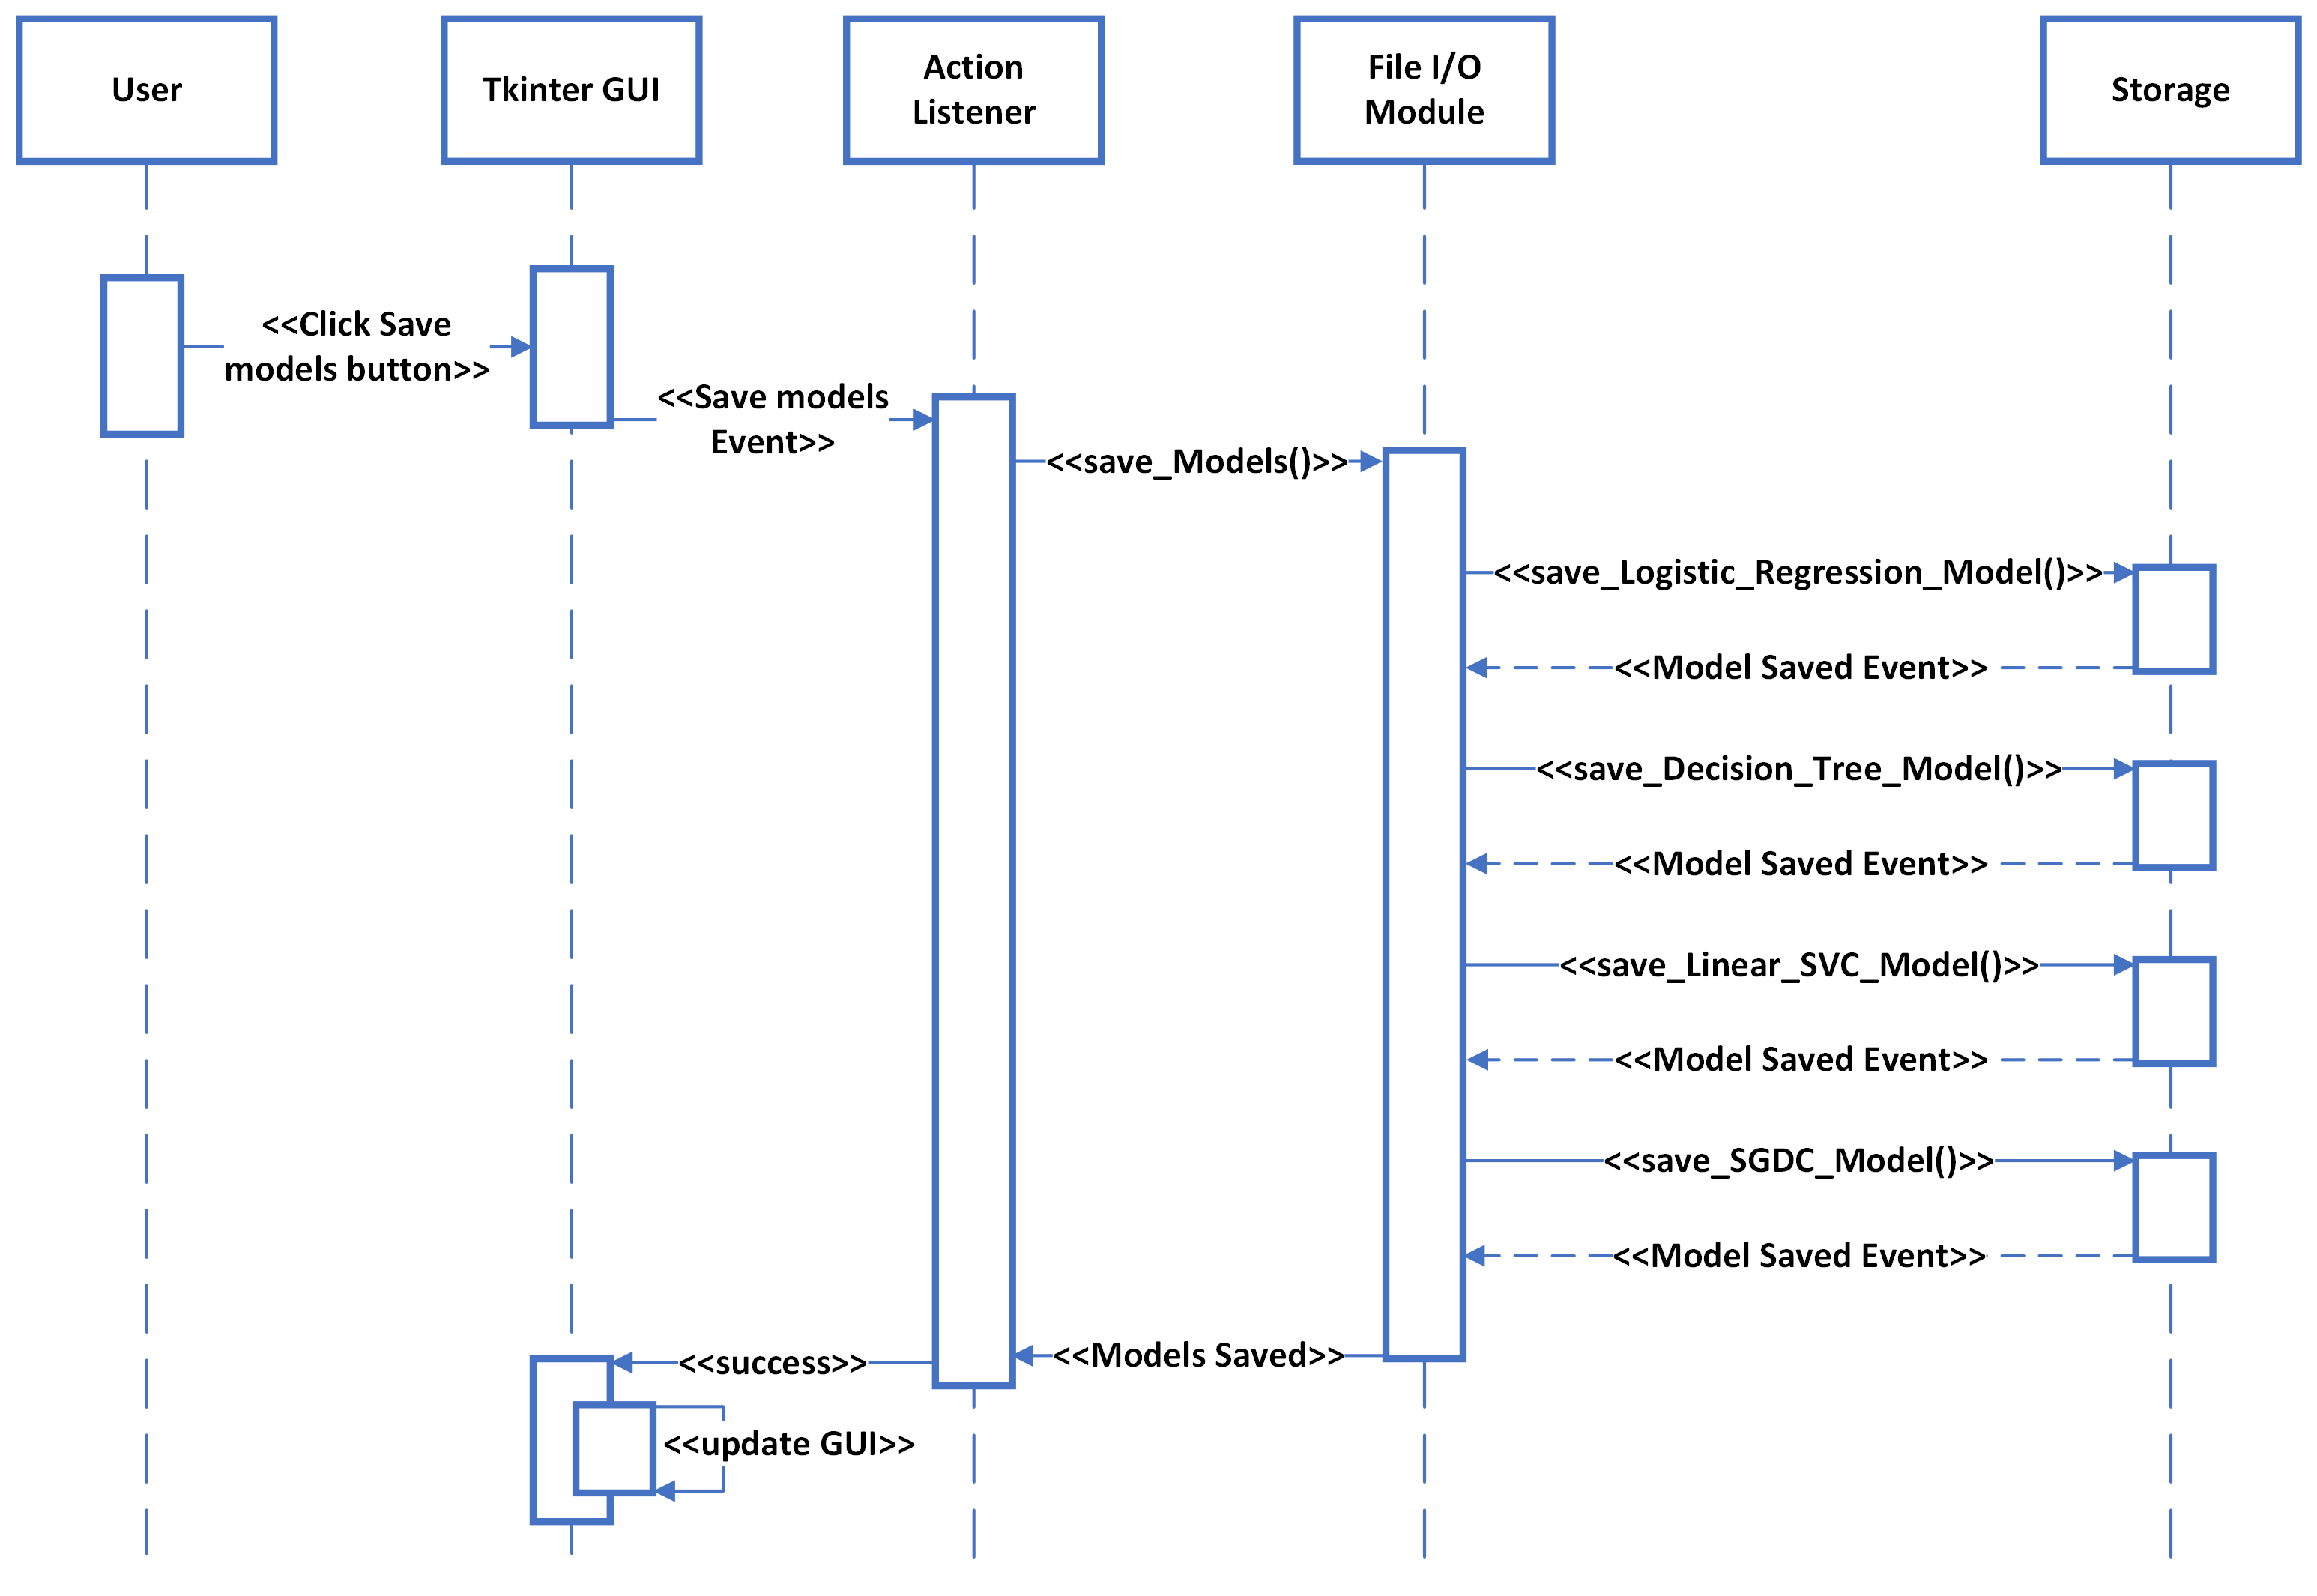 User
Tkinter GUI
Action
Listener
File I/O
Module
Storage
<<Click Save
models button>>
<<Save models
Event>>
<<save_Models()>>
<<save_Logistic_Regression_Model()>>
<<Model Saved Event>>
<<save_Decision_Tree_Model()>>
<<Model Saved Event>>
<<save_Linear_SVC_Model()>>
<<Model Saved Event>>
<<save_SGDC_Model()>>
<<Model Saved Event>>
<<Models Saved>>
<<success>>
<<update GUI>>